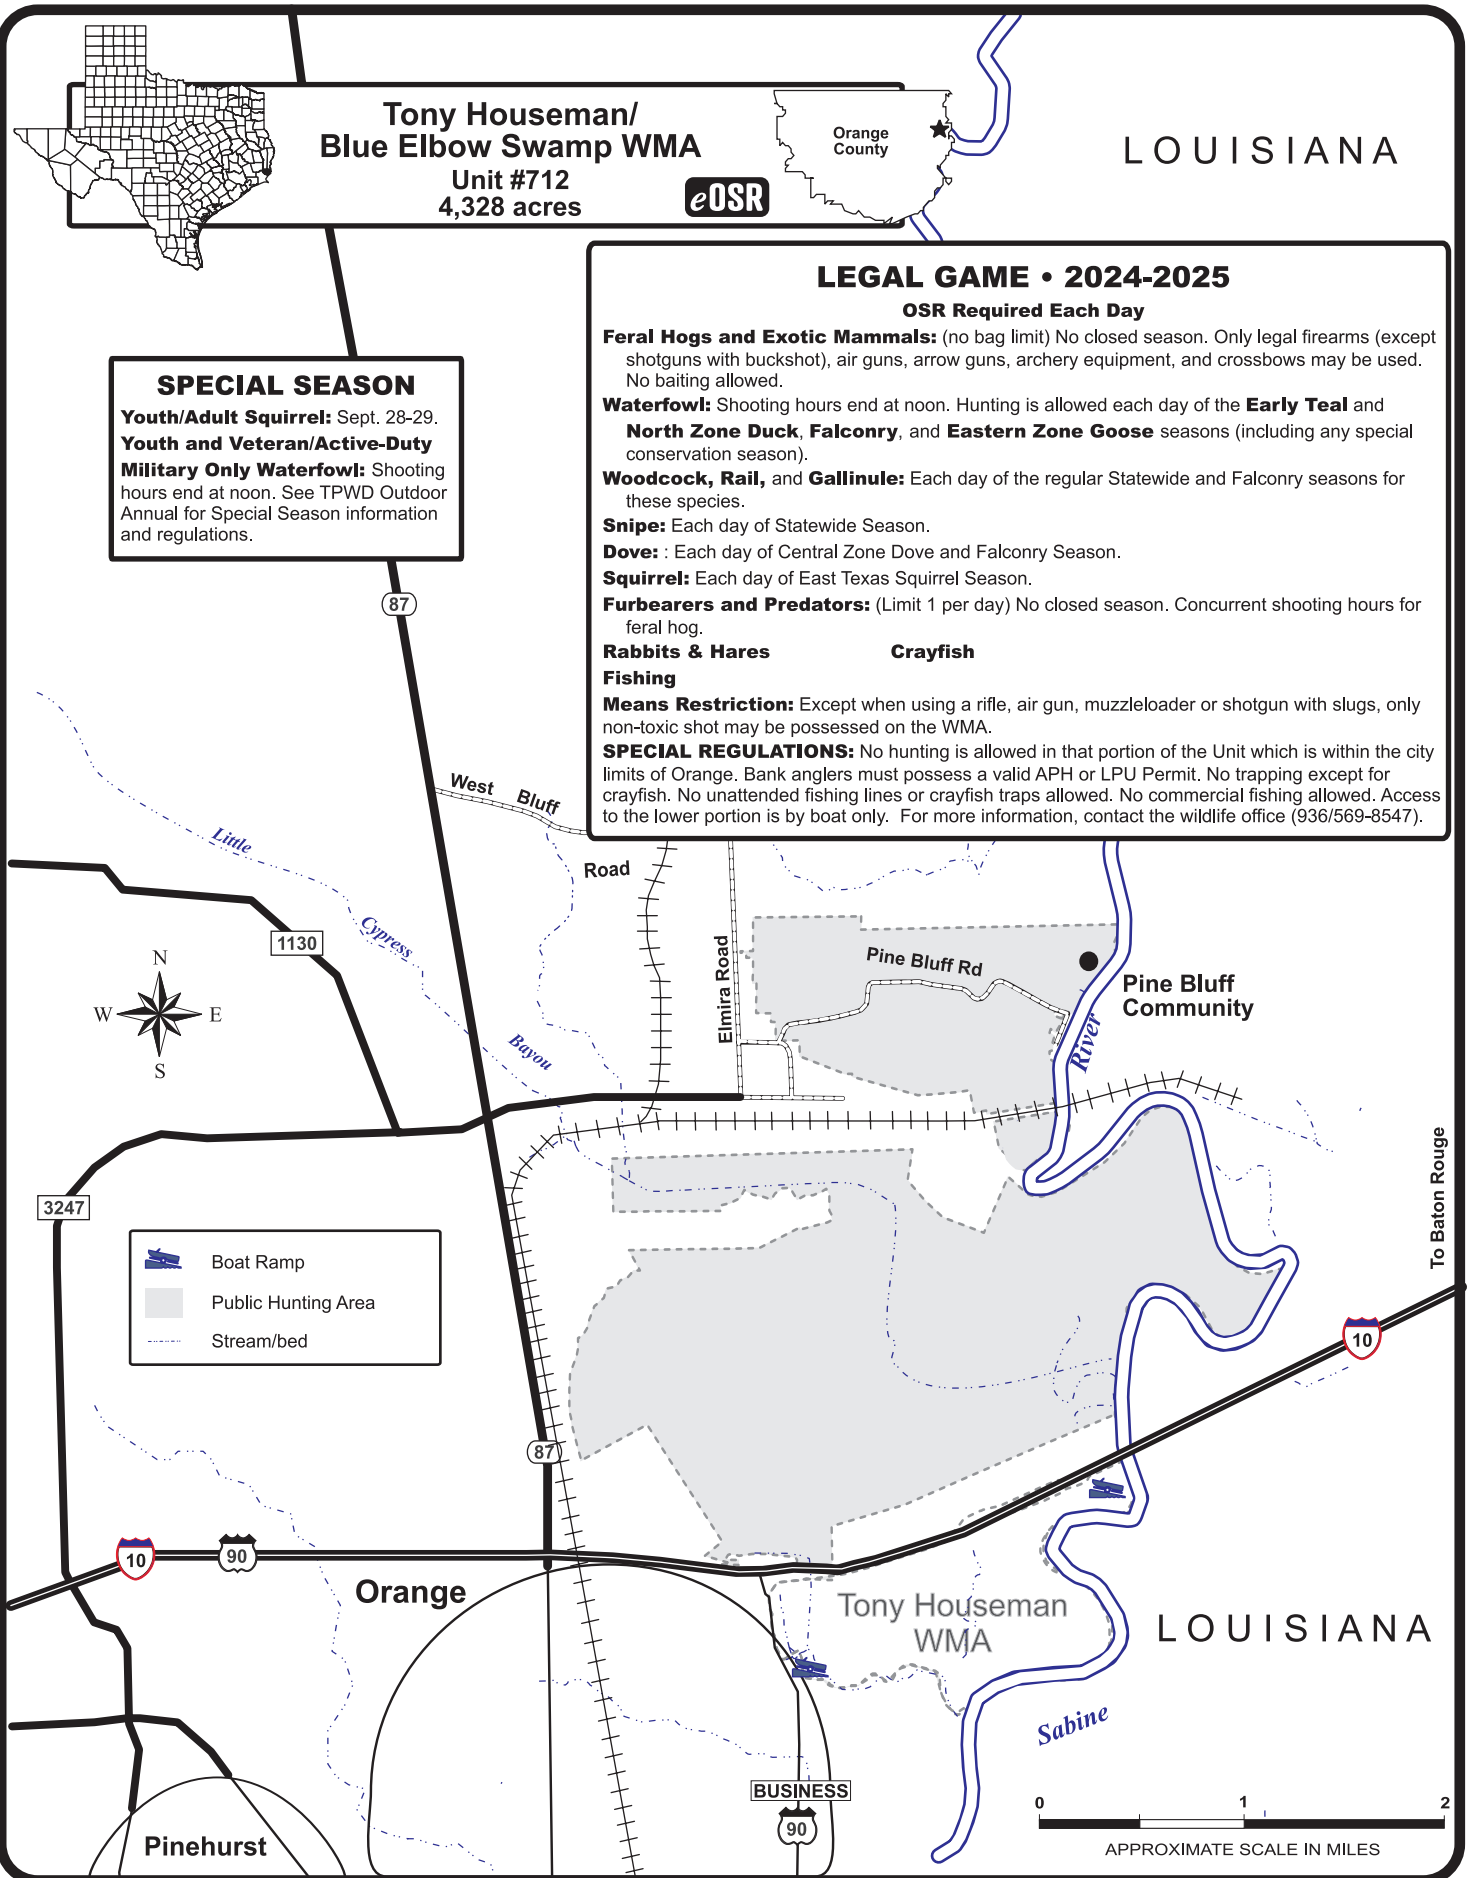 Tony Houseman/
Blue Elbow Swamp WMA
Unit #712
4,328 acres
eOSR
Orange
County
LOUISIANA
LEGAL GAME • 2024-2025
OSR Required Each Day
Feral Hogs and Exotic Mammals: (no bag limit) No closed season. Only legal firearms (except
shotguns with buckshot), air guns, arrow guns, archery equipment, and crossbows may be used.
No baiting allowed.
Waterfowl: Shooting hours end at noon. Hunting is allowed each day of the Early Teal and
North Zone Duck, Falconry, and Eastern Zone Goose seasons (including any special
conservation season).
Woodcock, Rail, and Gallinule: Each day of the regular Statewide and Falconry seasons for
these species.
Snipe: Each day of Statewide Season.
Dove: : Each day of Central Zone Dove and Falconry Season.
Squirrel: Each day of East Texas Squirrel Season.
Furbearers and Predators: (Limit 1 per day) No closed season. Concurrent shooting hours for
feral hog.
Rabbits & Hares Crayfish
Fishing
Means Restriction: Except when using a rifle, air gun, muzzleloader or shotgun with slugs, only
non-toxic shot may be possessed on the WMA.
SPECIAL REGULATIONS: No hunting is allowed in that portion of the Unit which is within the city
limits of Orange. Bank anglers must possess a valid APH or LPU Permit. No trapping except for
crayfish. No unattended fishing lines or crayfish traps allowed. No commercial fishing allowed. Access
to the lower portion is by boat only. For more information, contact the wildlife office (936/569-8547).
SPECIAL SEASON
Youth/Adult Squirrel: Sept. 28-29.
Youth and Veteran/Active-Duty
Military Only Waterfowl: Shooting
hours end at noon. See TPWD Outdoor
Annual for Special Season information
and regulations.
87
West Bluff
Road
Little
Cypress
Bayou
1130
N
W E
S
Elmira Road
Pine Bluff Rd
Pine Bluff
Community
River
3247
To Baton Rouge
Boat Ramp
Public Hunting Area
Stream/bed
10
87
10
90
Orange
Tony Houseman
WMA
LOUISIANA
Sabine
BUSINESS
90
Pinehurst
0 1 2
APPROXIMATE SCALE IN MILES